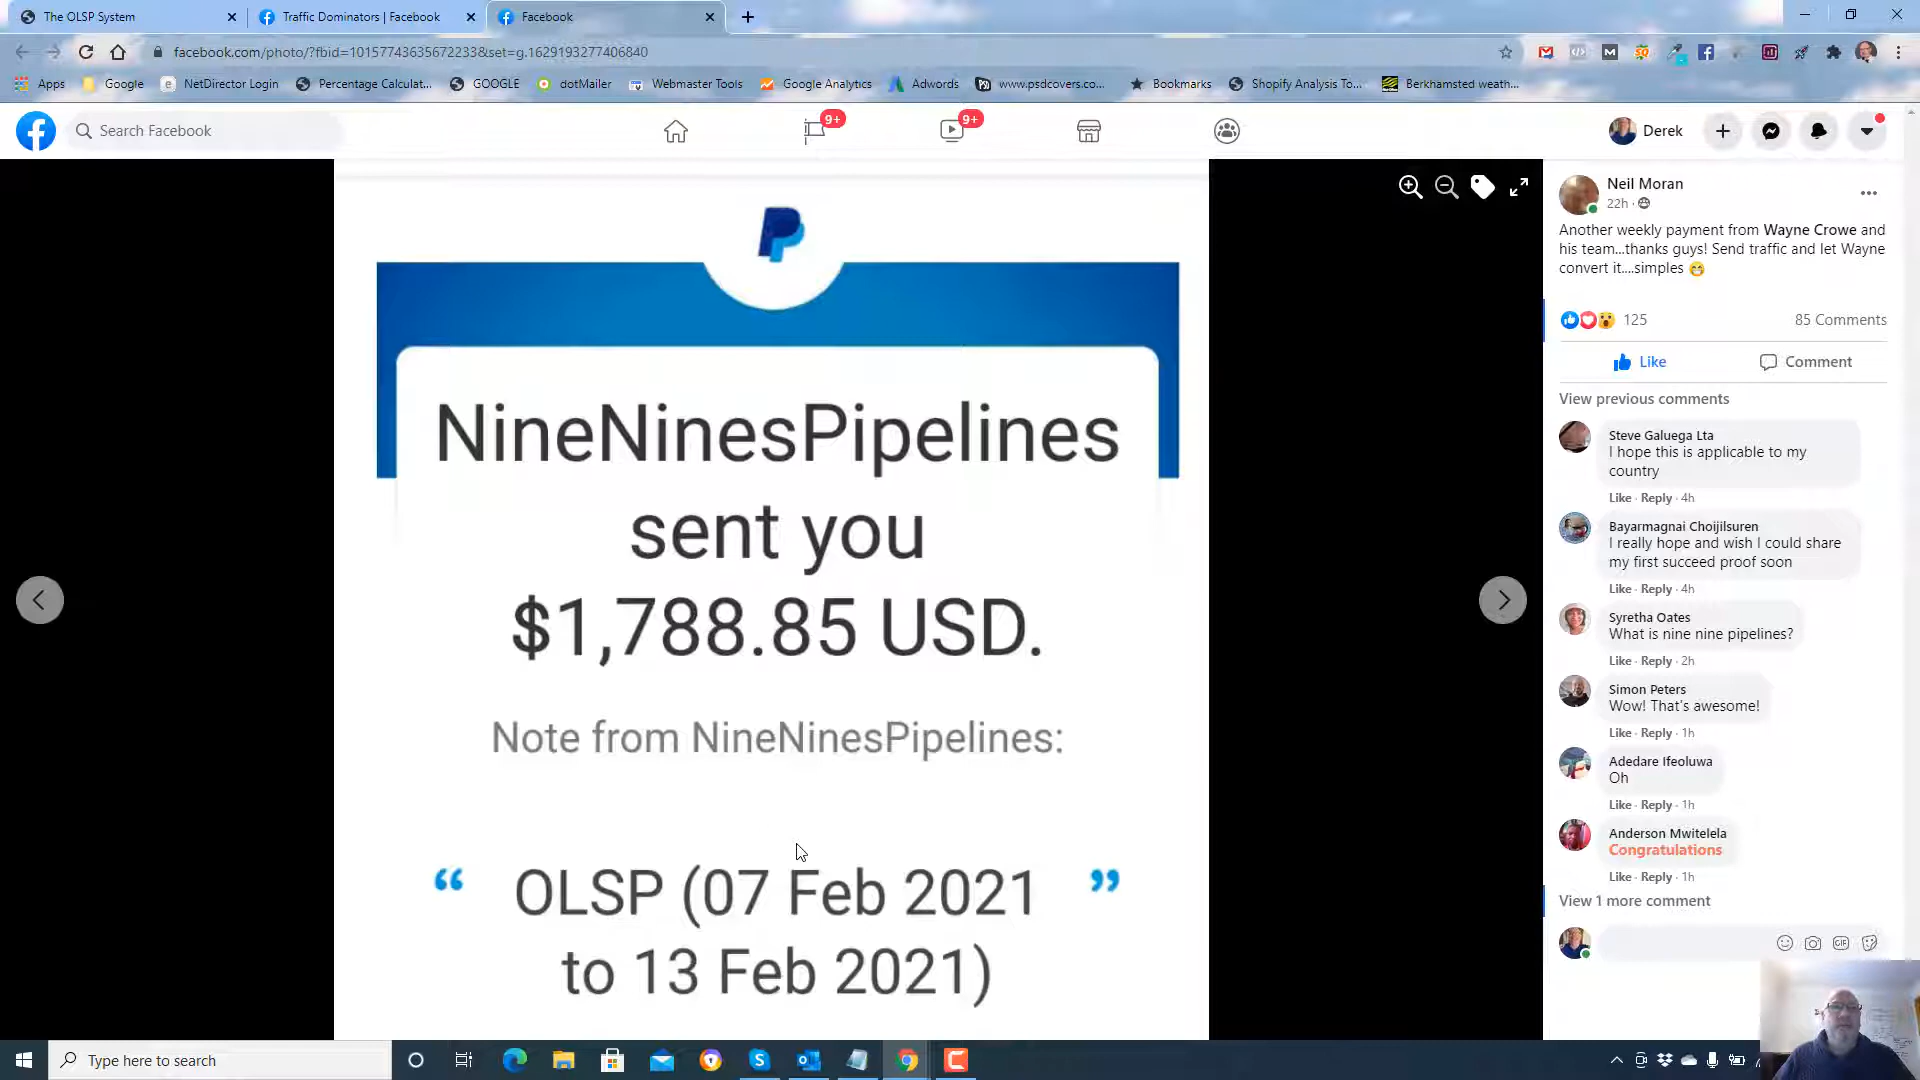 The OLSP System
Traffic Dominators | Facebook
Facebook
facebook.com/photo/?fbid=10157743635672233&set=g.1629193277406840
Apps
Google
NetDirector Login
Percentage Calculat...
GOOGLE
dotMailer
Webmaster Tools
Google Analytics
Adwords
www.psdcovers.co...
Bookmarks
Shopify Analysis To...
Berkhamsted weath...
Search Facebook
9+
9+
Derek
NineNinesPipelines
sent you
$1,788.85 USD.
Note from NineNinesPipelines:
“ OLSP (07 Feb 2021 ”
to 13 Feb 2021)
Neil Moran
22h ·
Another weekly payment from Wayne Crowe and
his team...thanks guys! Send traffic and let Wayne
convert it....simples 😁
125
85 Comments
Like
Comment
View previous comments
Steve Galuega Lta
I hope this is applicable to my
country
Like · Reply · 4h
Bayarmagnai Choijilsuren
I really hope and wish I could share
my first succeed proof soon
Like · Reply · 4h
Syretha Oates
What is nine nine pipelines?
Like · Reply · 2h
Simon Peters
Wow! That's awesome!
Like · Reply · 1h
Adedare Ifeoluwa
Oh
Like · Reply · 1h
Anderson Mwitelela
Congratulations
Like · Reply · 1h
View 1 more comment
GIF
Type here to search